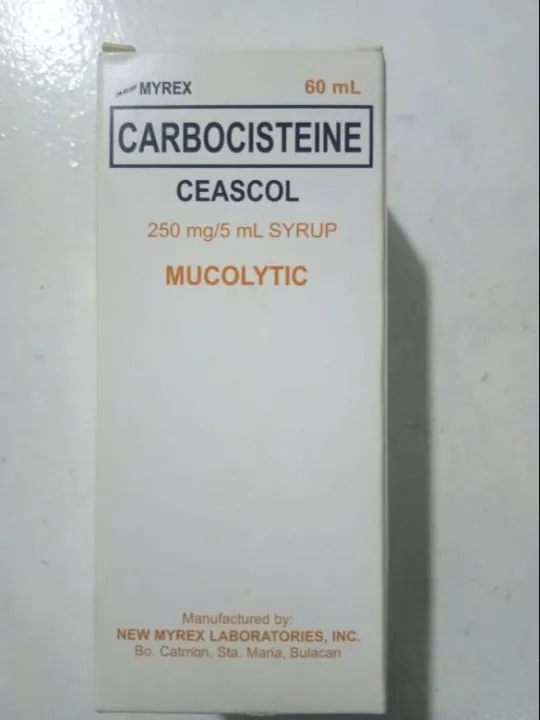 NEW MYREX 60 mL
CARBOCISTEINE
CEASCOL
250 mg/5 mL SYRUP
MUCOLYTIC
Manufactured by:
NEW MYREX LABORATORIES, INC.
Bo. Catmon, Sta. Maria, Bulacan